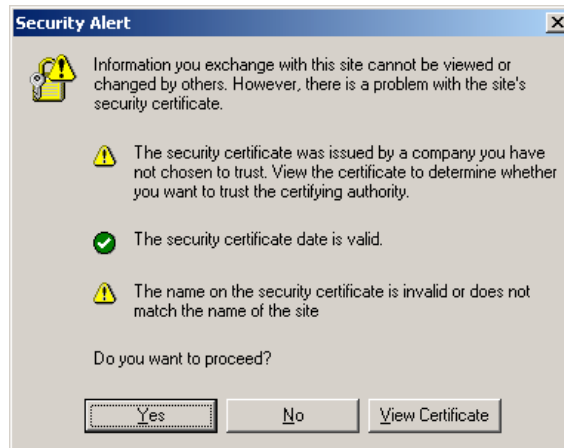 Security Alert
Information you exchange with this site cannot be viewed or
changed by others. However, there is a problem with the site's
security certificate.
The security certificate was issued by a company you have
not chosen to trust. View the certificate to determine whether
you want to trust the certifying authority.
The security certificate date is valid.
The name on the security certificate is invalid or does not
match the name of the site
Do you want to proceed?
Yes
No
View Certificate